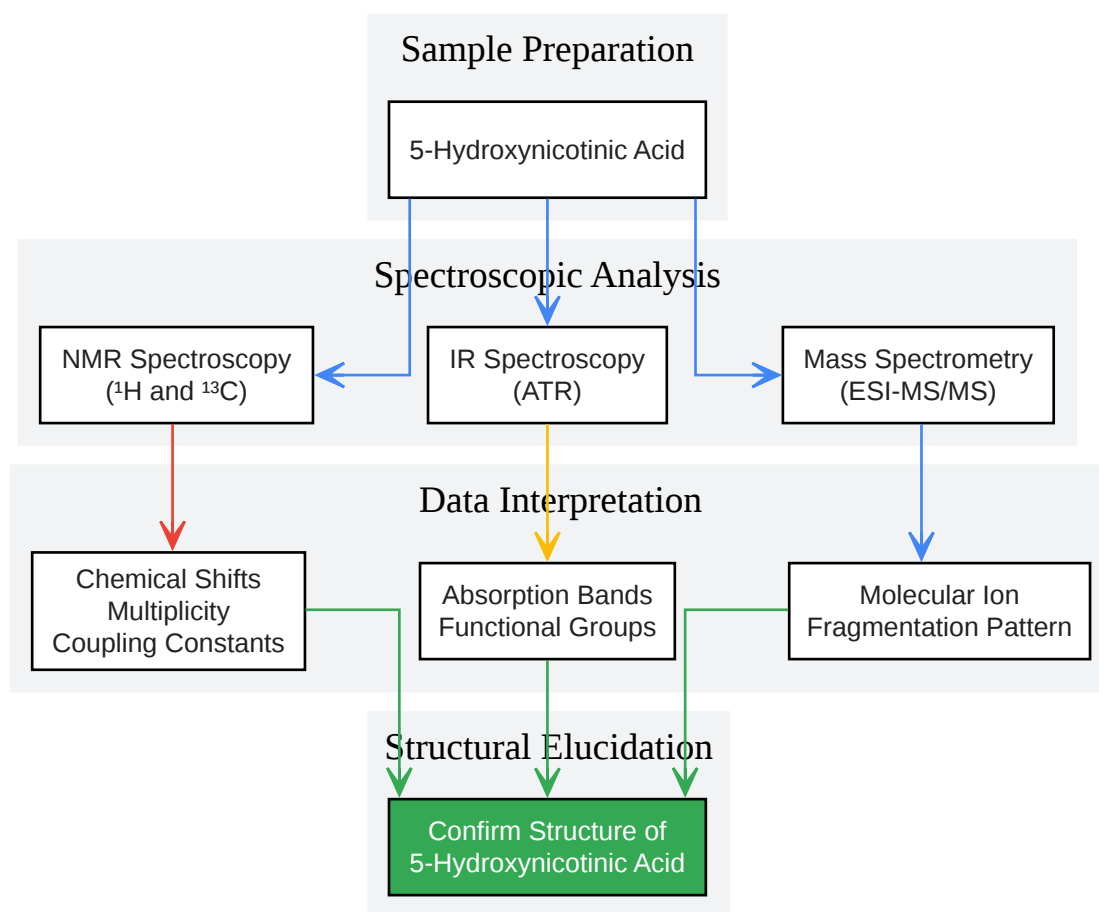 Sample Preparation
5-Hydroxynicotinic Acid
Spectroscopic Analysis
NMR Spectroscopy
(¹H and ¹³C)
IR Spectroscopy
(ATR)
Mass Spectrometry
(ESI-MS/MS)
Data Interpretation
Chemical Shifts
Multiplicity
Coupling Constants
Absorption Bands
Functional Groups
Molecular Ion
Fragmentation Pattern
Structural Elucidation
Confirm Structure of
5-Hydroxynicotinic Acid